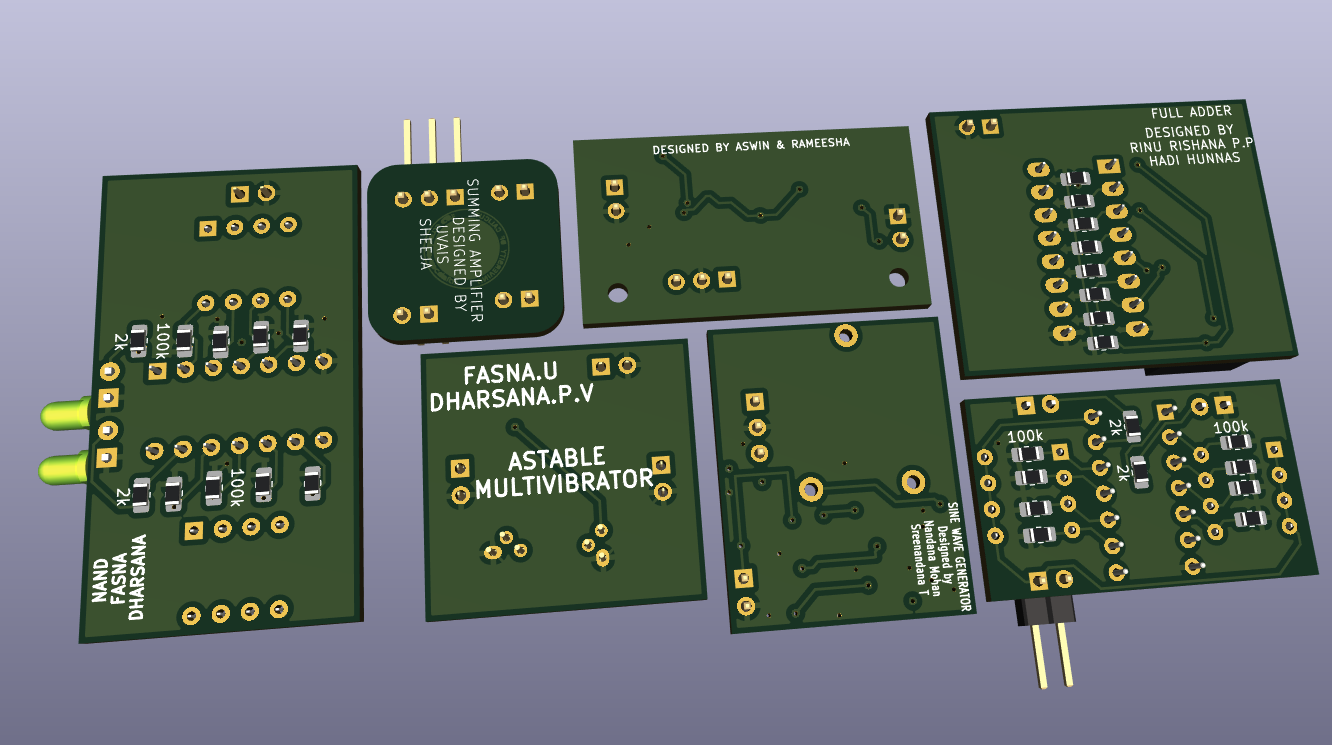 2k
100k
2k
100k
NAND
FASNA
DHARSANA
SUMMING AMPLIFIER
DESIGNED BY
UVAIS
SHEEJA
DESIGNED BY ASWIN & RAMEESHA
FULL ADDER
DESIGNED BY
RINU RISHANA P.P
HADI HUNNAS
FASNA.U
DHARSANA.P.V
ASTABLE
MULTIVIBRATOR
SINE WAVE GENERATOR
Designed by
Nandana Mohan
Sreenandana T
100k
2k
2k
100k